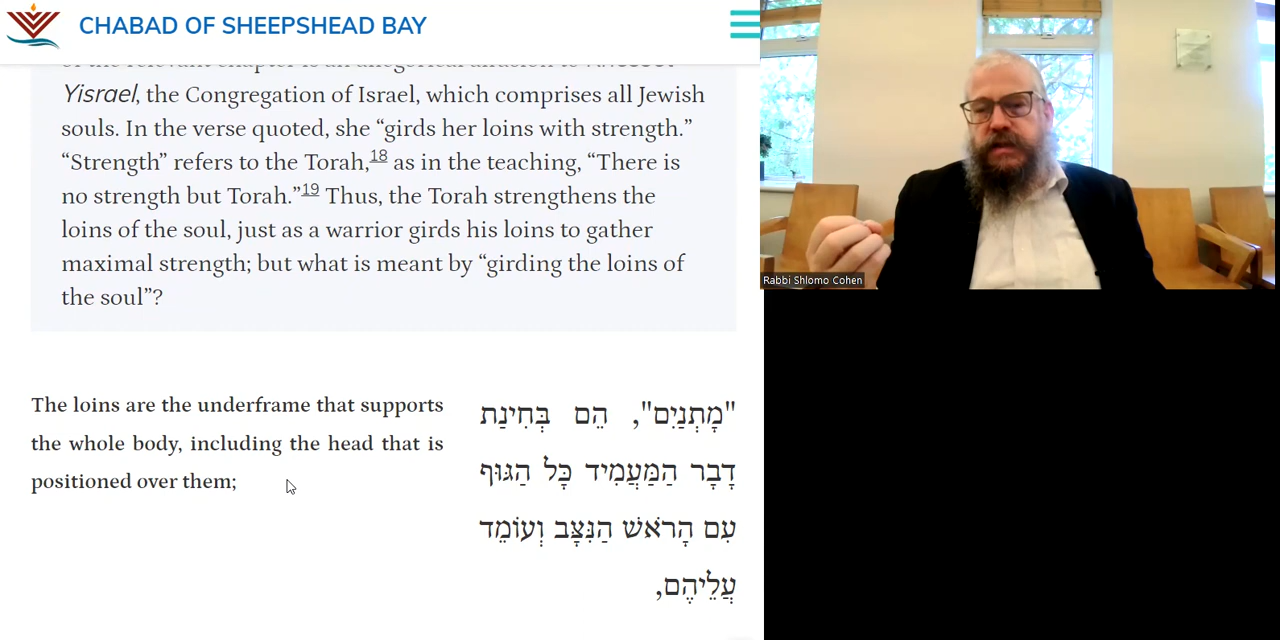 CHABAD OF SHEEPSHEAD BAY
Yisrael, the Congregation of Israel, which comprises all Jewish
souls. In the verse quoted, she “girds her loins with strength.”
“Strength” refers to the Torah,18 as in the teaching, “There is
no strength but Torah.”19 Thus, the Torah strengthens the
loins of the soul, just as a warrior girds his loins to gather
maximal strength; but what is meant by “girding the loins of
the soul”?
The loins are the underframe that supports
the whole body, including the head that is
positioned over them;
"מָתְנַיִם", הֵם בְּחִינַת
דָבָר הַמַּעֲמִיד כָּל הַגּוּף
עִם הָרֹאשׁ הַנִּצָּב וְעוֹמֵד
עֲלֵיהֶם,
Rabbi Shlomo Cohen